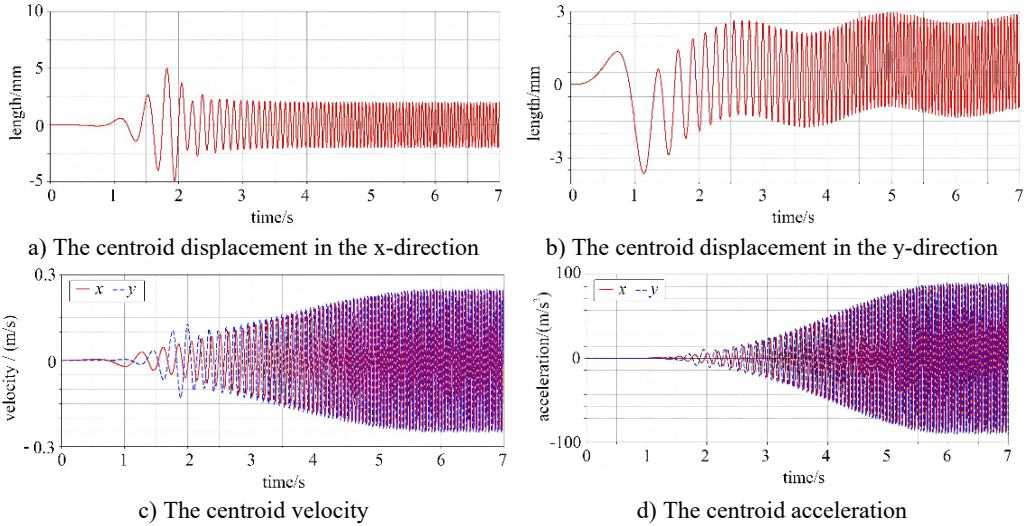 10
5
0
-5
length/mm
0 1 2 3 4 5 6 7
time/s
a) The centroid displacement in the x-direction
3
0
-3
length/mm
0 1 2 3 4 5 6 7
time/s
b) The centroid displacement in the y-direction
0.3
0
-0.3
velocity / (m/s)
x y
0 1 2 3 4 5 6 7
time/s
c) The centroid velocity
100
0
-100
acceleration/(m/s²)
x y
0 1 2 3 4 5 6 7
time/s
d) The centroid acceleration